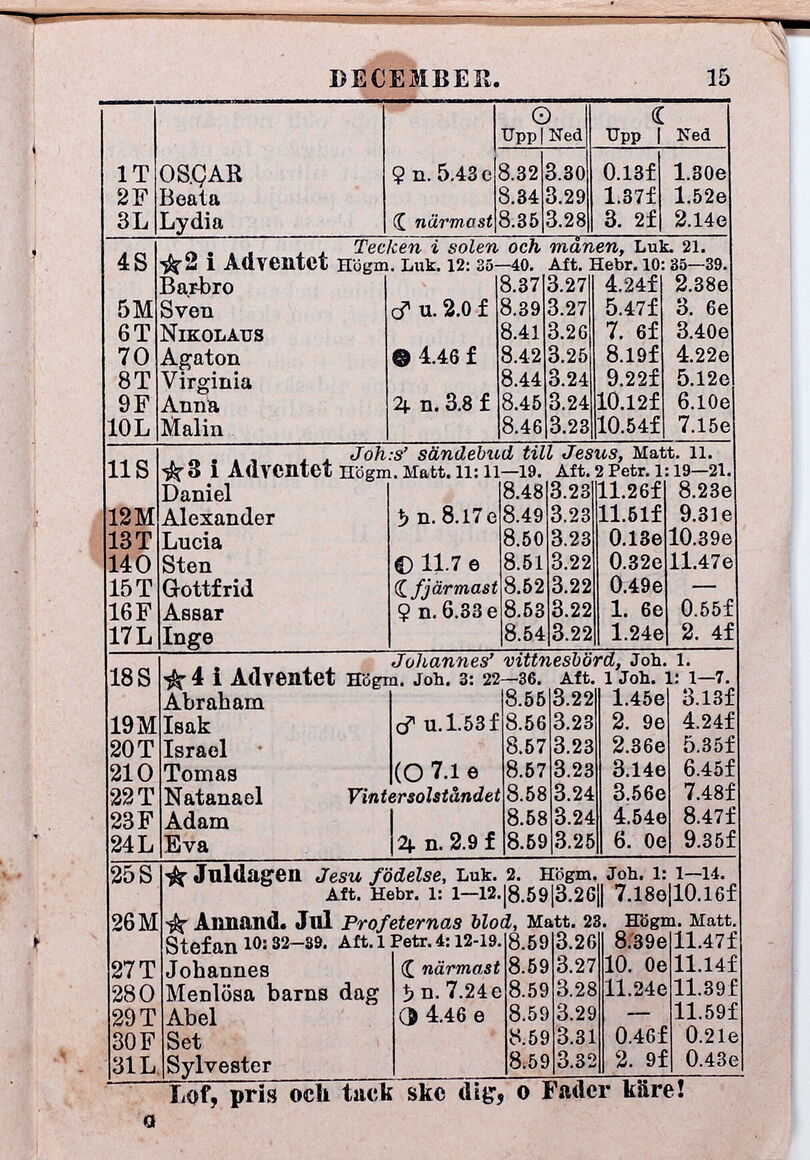 DECEMBER. 15
☉ ☾
Upp Ned Upp Ned
1 T OSCAR ♀ n. 5.43 e 8.32 3.30 0.13f 1.30e
2 F Beata 8.34 3.29 1.37f 1.52e
3 L Lydia ☾ närmast 8.35 3.28 3. 2f 2.14e
Tecken i solen och månen, Luk. 21.
4 S ☆2 i Adventet Högm. Luk. 12: 35—40. Aft. Hebr. 10: 35—39.
Barbro 8.37 3.27 4.24f 2.38e
5 M Sven ♂ u. 2.0 f 8.39 3.27 5.47f 3. 6e
6 T NIKOLAUS 8.41 3.26 7. 6f 3.40e
7 O Agaton ● 4.46 f 8.42 3.25 8.19f 4.22e
8 T Virginia 8.44 3.24 9.22f 5.12e
9 F Anna ♃ n. 3.8 f 8.45 3.24 10.12f 6.10e
10 L Malin 8.46 3.23 10.54f 7.15e
Joh:s' sändebud till Jesus, Matt. 11.
11 S ☆3 i Adventet Högm. Matt. 11: 11—19. Aft. 2 Petr. 1: 19—21.
Daniel 8.48 3.23 11.26f 8.23e
12 M Alexander ♄ n. 8.17 e 8.49 3.23 11.51f 9.31e
13 T Lucia 8.50 3.23 0.13e 10.39e
14 O Sten ◐ 11.7 e 8.51 3.22 0.32e 11.47e
15 T Gottfrid ☾ fjärmast 8.52 3.22 0.49e —
16 F Assar ♀ n. 6.33 e 8.53 3.22 1. 6e 0.55f
17 L Inge 8.54 3.22 1.24e 2. 4f
Johannes' vittnesbörd, Joh. 1.
18 S ☆4 i Adventet Högm. Joh. 3: 22—36. Aft. 1 Joh. 1: 1—7.
Abraham 8.55 3.22 1.45e 3.13f
19 M Isak ♂ u. 1.53 f 8.56 3.23 2. 9e 4.24f
20 T Israel 8.57 3.23 2.36e 5.35f
21 O Tomas (○ 7.1 e 8.57 3.23 3.14e 6.45f
22 T Natanael Vintersolståndet 8.58 3.24 3.56e 7.48f
23 F Adam 8.58 3.24 4.54e 8.47f
24 L Eva ♃ n. 2.9 f 8.59 3.25 6. 0e 9.35f
25 S ☆ Juldagen Jesu födelse, Luk. 2. Högm. Joh. 1: 1—14.
Aft. Hebr. 1: 1—12. 8.59 3.26 7.18e 10.16f
26 M ☆ Annand. Jul Profeternas blod, Matt. 23. Högm. Matt.
Stefan 10: 32—39. Aft. 1 Petr. 4: 12-19. 8.59 3.26 8.39e 11.47f
27 T Johannes ☾ närmast 8.59 3.27 10. 0e 11.14f
28 O Menlösa barns dag ♄ n. 7.24 e 8.59 3.28 11.24e 11.39f
29 T Abel ◑ 4.46 e 8.59 3.29 — 11.59f
30 F Set 8.59 3.31 0.46f 0.21e
31 L Sylvester 8.59 3.32 2. 9f 0.43e
Lof, pris och tack ske dig, o Fader käre!